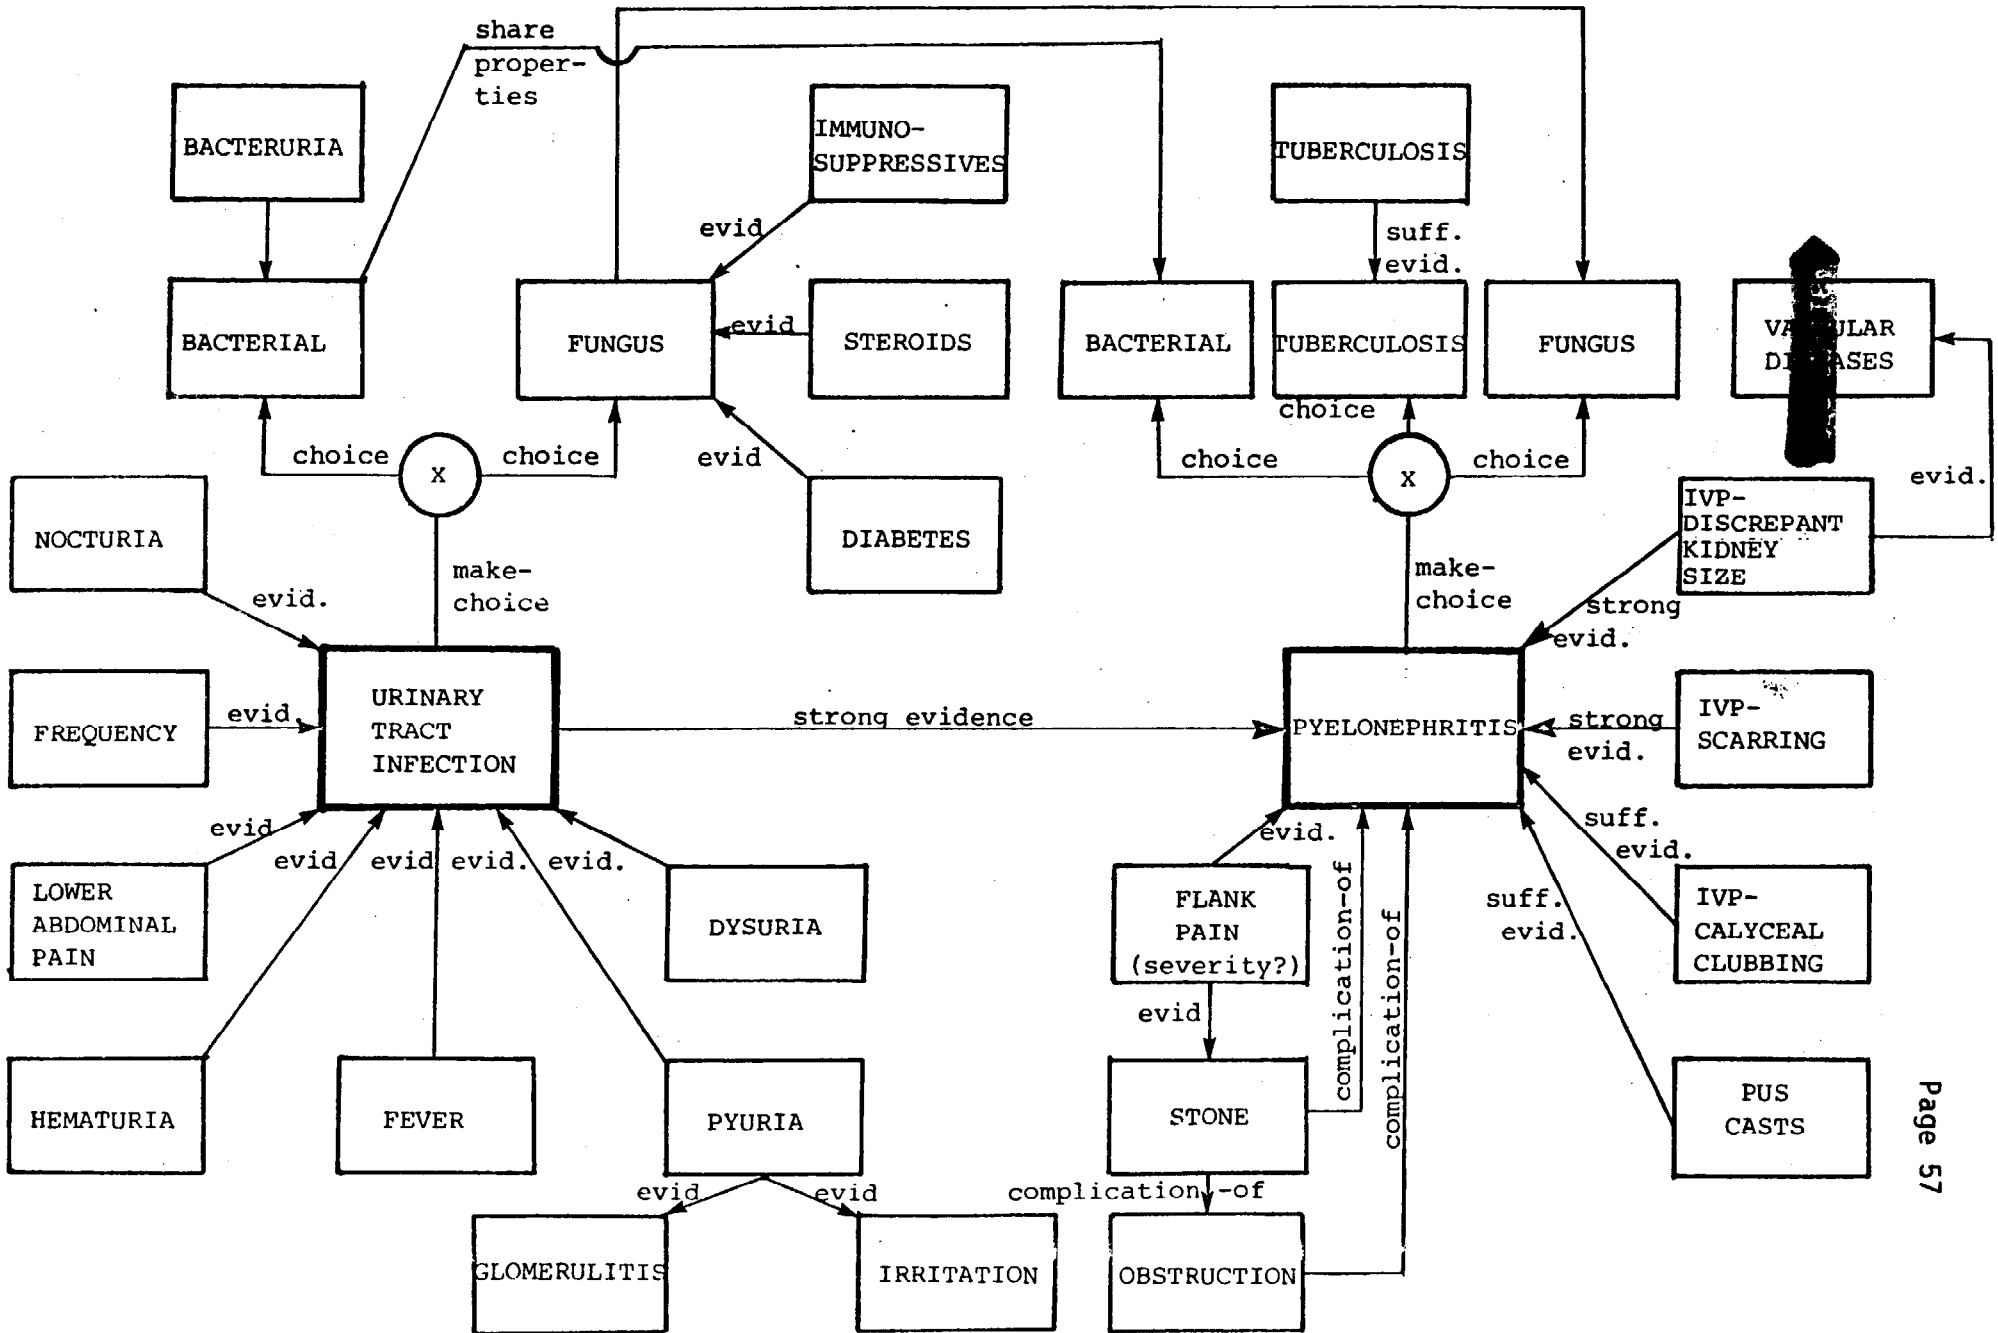 share
proper-
ties
BACTERURIA
IMMUNO-
SUPPRESSIVES
TUBERCULOSIS
evid
suff.
evid.
BACTERIAL
FUNGUS
evid
STEROIDS
BACTERIAL
TUBERCULOSIS
FUNGUS
choice
choice
X
choice
evid
choice
X
choice
evid.
NOCTURIA
DIABETES
IVP-
DISCREPANT
KIDNEY
SIZE
make-
choice
make-
choice
evid.
strong
evid.
FREQUENCY
evid.
URINARY
TRACT
INFECTION
strong evidence
PYELONEPHRITIS
strong
evid.
IVP-
SCARRING
evid
evid
evid
evid.
evid.
evid.
suff.
evid.
LOWER
ABDOMINAL
PAIN
DYSURIA
FLANK
PAIN
(severity?)
complication-of
complication-of
suff.
evid.
IVP-
CALYCEAL
CLUBBING
evid
HEMATURIA
FEVER
PYURIA
STONE
PUS
CASTS
evid
evid
complication-of
GLOMERULITIS
IRRITATION
OBSTRUCTION
Page 57